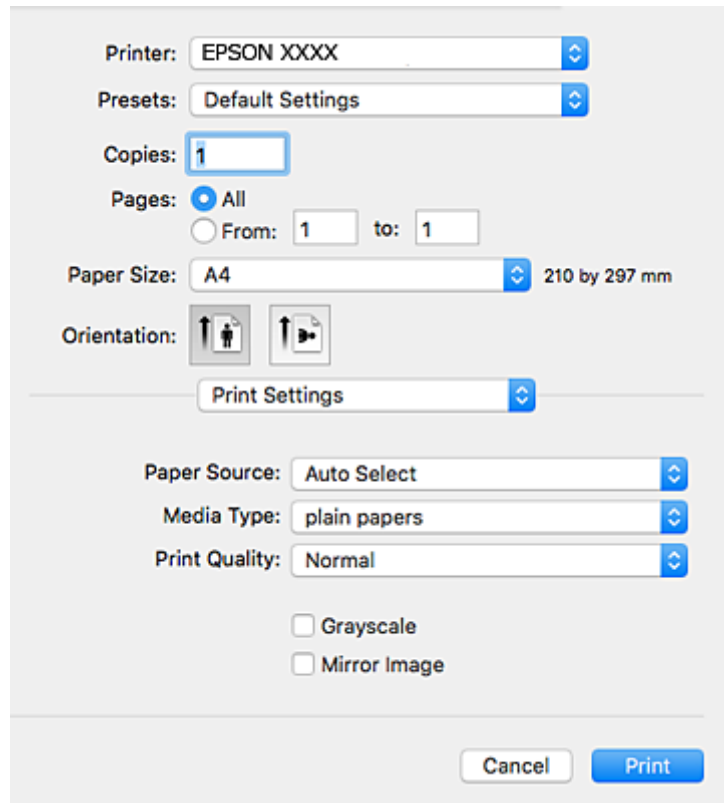 Printer: EPSON XXXX
Presets: Default Settings
Copies: 1
Pages: All
From: 1 to: 1
Paper Size: A4 210 by 297 mm
Orientation:
Print Settings
Paper Source: Auto Select
Media Type: plain papers
Print Quality: Normal
Grayscale
Mirror Image
Cancel Print